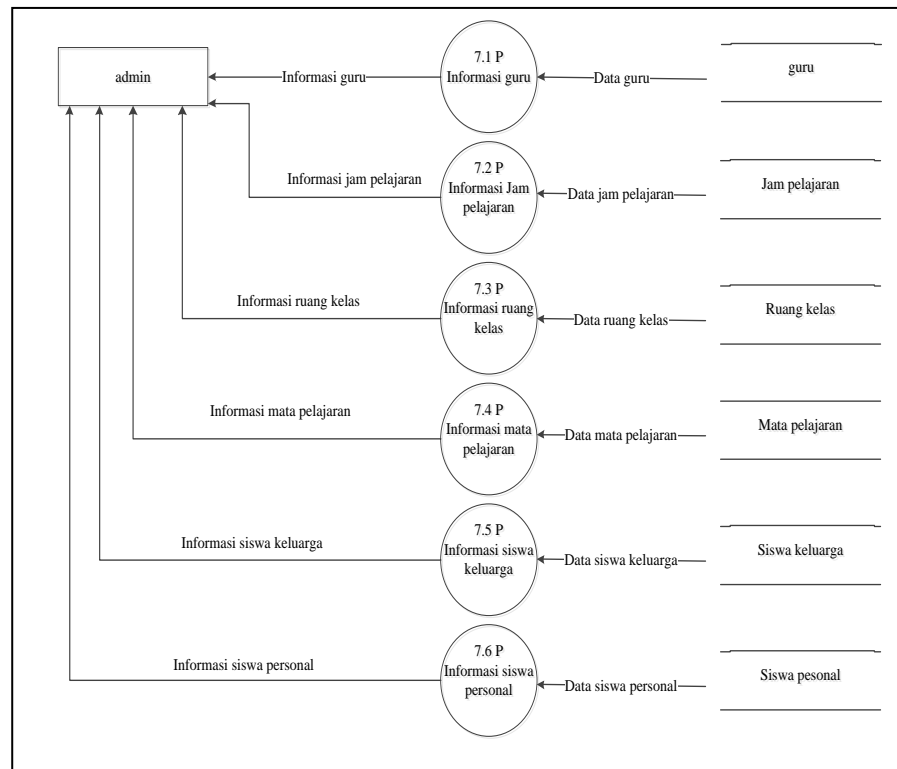 admin
Informasi guru
7.1 P
Informasi guru
Data guru
guru
Informasi jam pelajaran
7.2 P
Informasi Jam
pelajaran
Data jam pelajaran
Jam pelajaran
Informasi ruang kelas
7.3 P
Informasi ruang
kelas
Data ruang kelas
Ruang kelas
Informasi mata pelajaran
7.4 P
Informasi mata
pelajaran
Data mata pelajaran
Mata pelajaran
Informasi siswa keluarga
7.5 P
Informasi siswa
keluarga
Data siswa keluarga
Siswa keluarga
Informasi siswa personal
7.6 P
Informasi siswa
personal
Data siswa personal
Siswa pesonal